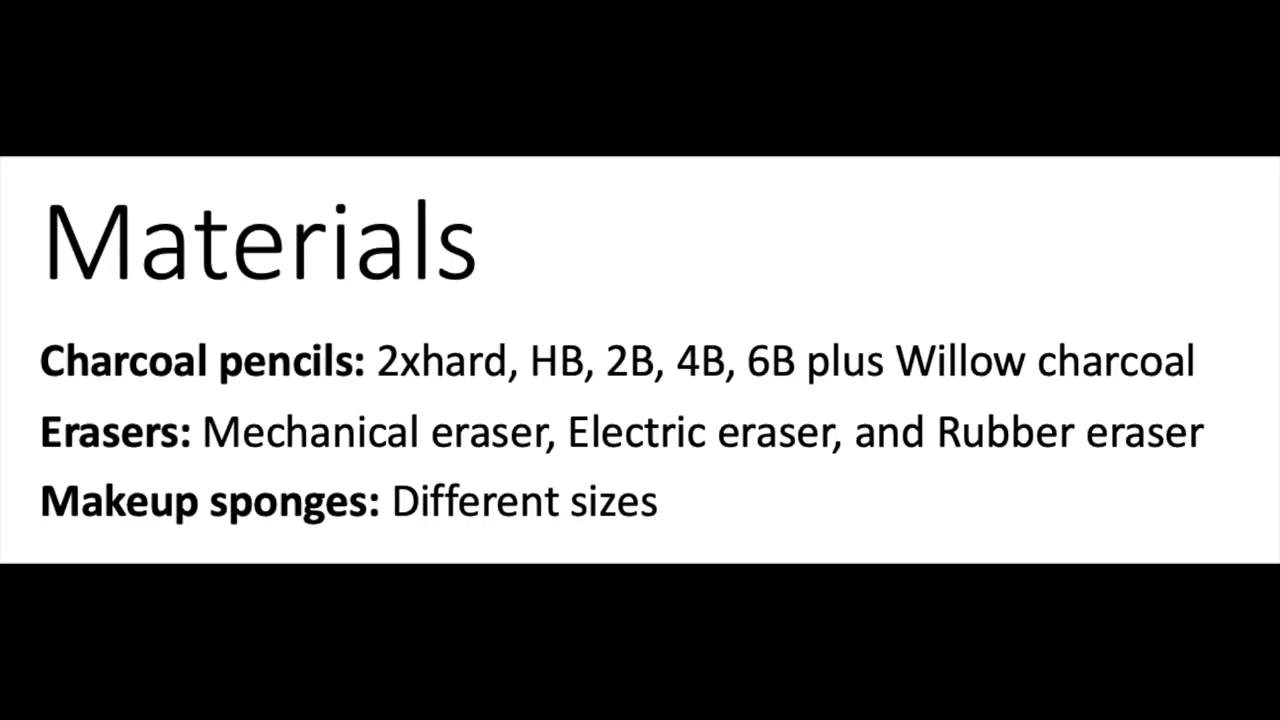 Materials
Charcoal pencils: 2xhard, HB, 2B, 4B, 6B plus Willow charcoal
Erasers: Mechanical eraser, Electric eraser, and Rubber eraser
Makeup sponges: Different sizes